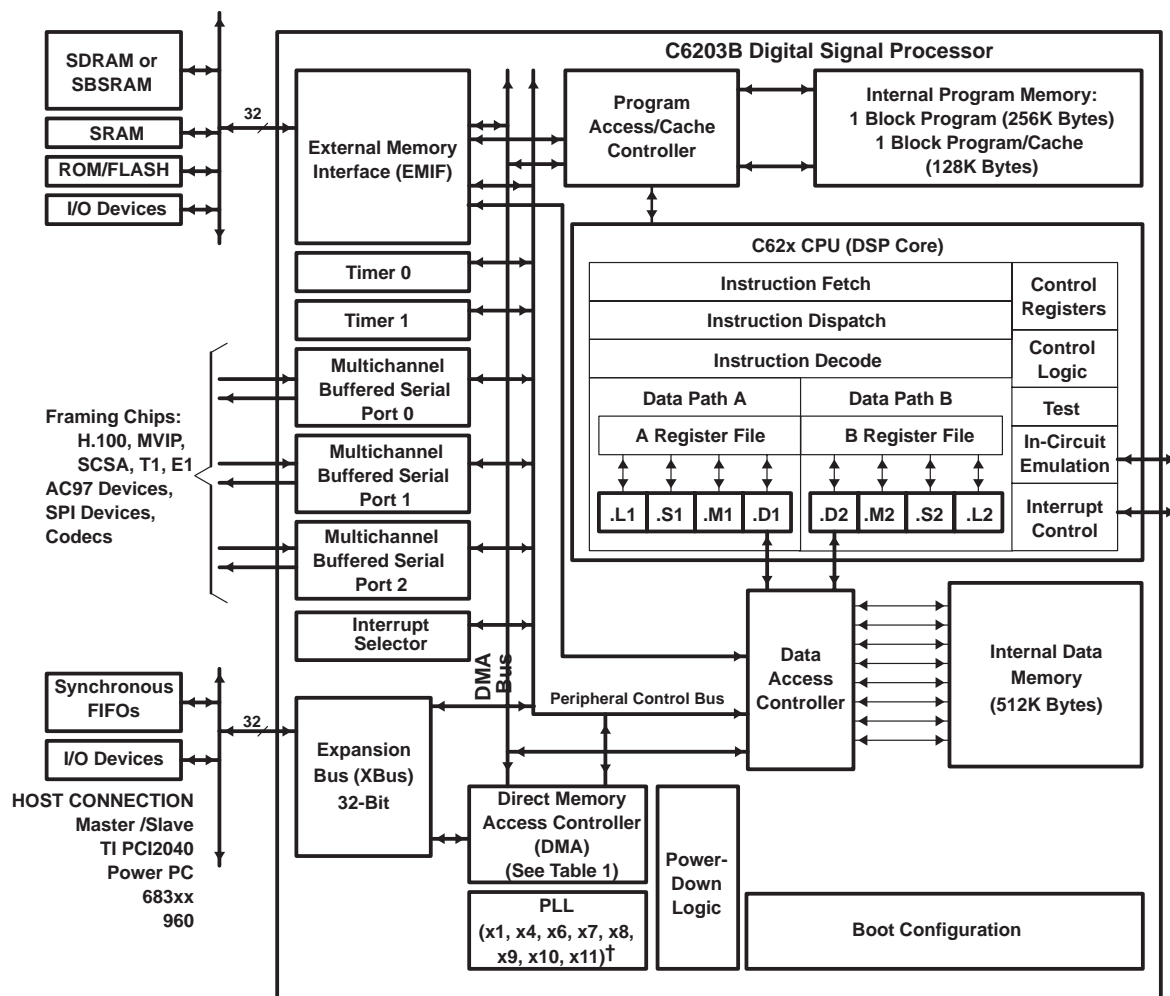 C6203B Digital Signal Processor
SDRAM or
SBSRAM
SRAM
ROM/FLASH
I/O Devices
32
External Memory
Interface (EMIF)
Program
Access/Cache
Controller
Internal Program Memory:
1 Block Program (256K Bytes)
1 Block Program/Cache
(128K Bytes)
Timer 0
Timer 1
C62x CPU (DSP Core)
Instruction Fetch
Instruction Dispatch
Instruction Decode
Control
Registers
Control
Logic
Test
In-Circuit
Emulation
Interrupt
Control
Data Path A
A Register File
.L1
.S1
.M1
.D1
Data Path B
B Register File
.D2
.M2
.S2
.L2
Framing Chips:
H.100, MVIP,
SCSA, T1, E1
AC97 Devices,
SPI Devices,
Codecs
Multichannel
Buffered Serial
Port 0
Multichannel
Buffered Serial
Port 1
Multichannel
Buffered Serial
Port 2
Interrupt
Selector
DMA
Bus
Peripheral Control Bus
Data
Access
Controller
Internal Data
Memory
(512K Bytes)
Synchronous
FIFOs
I/O Devices
32
HOST CONNECTION
Master /Slave
TI PCI2040
Power PC
683xx
960
Expansion
Bus (XBus)
32-Bit
Direct Memory
Access Controller
(DMA)
(See Table 1)
PLL
(x1, x4, x6, x7, x8,
x9, x10, x11)†
Power-
Down
Logic
Boot Configuration